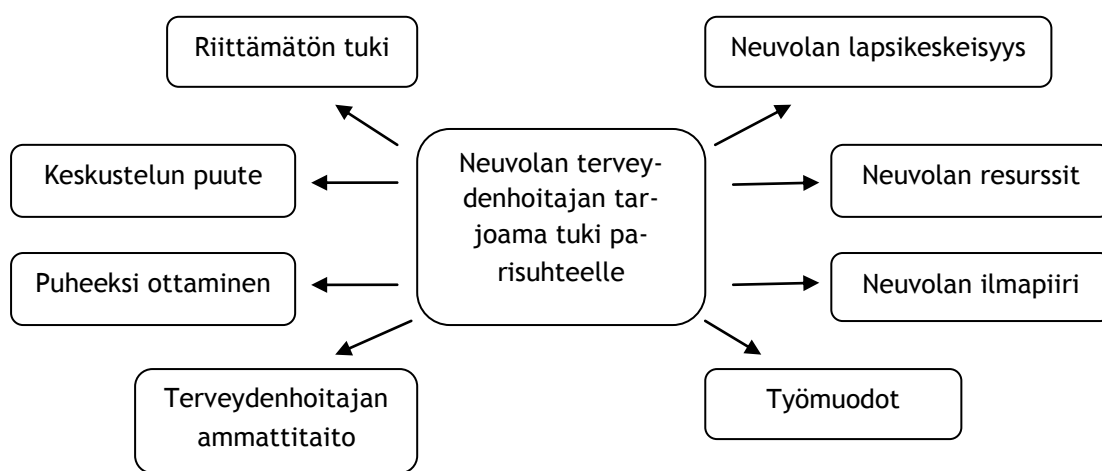 Riittämätön tuki
Neuvolan lapsikeskeisyys
Keskustelun puute
Neuvolan tervey-
denhoitajan tar-
joama tuki pa-
risuhteelle
Neuvolan resurssit
Puheeksi ottaminen
Neuvolan ilmapiiri
Terveydenhoitajan
ammattitaito
Työmuodot